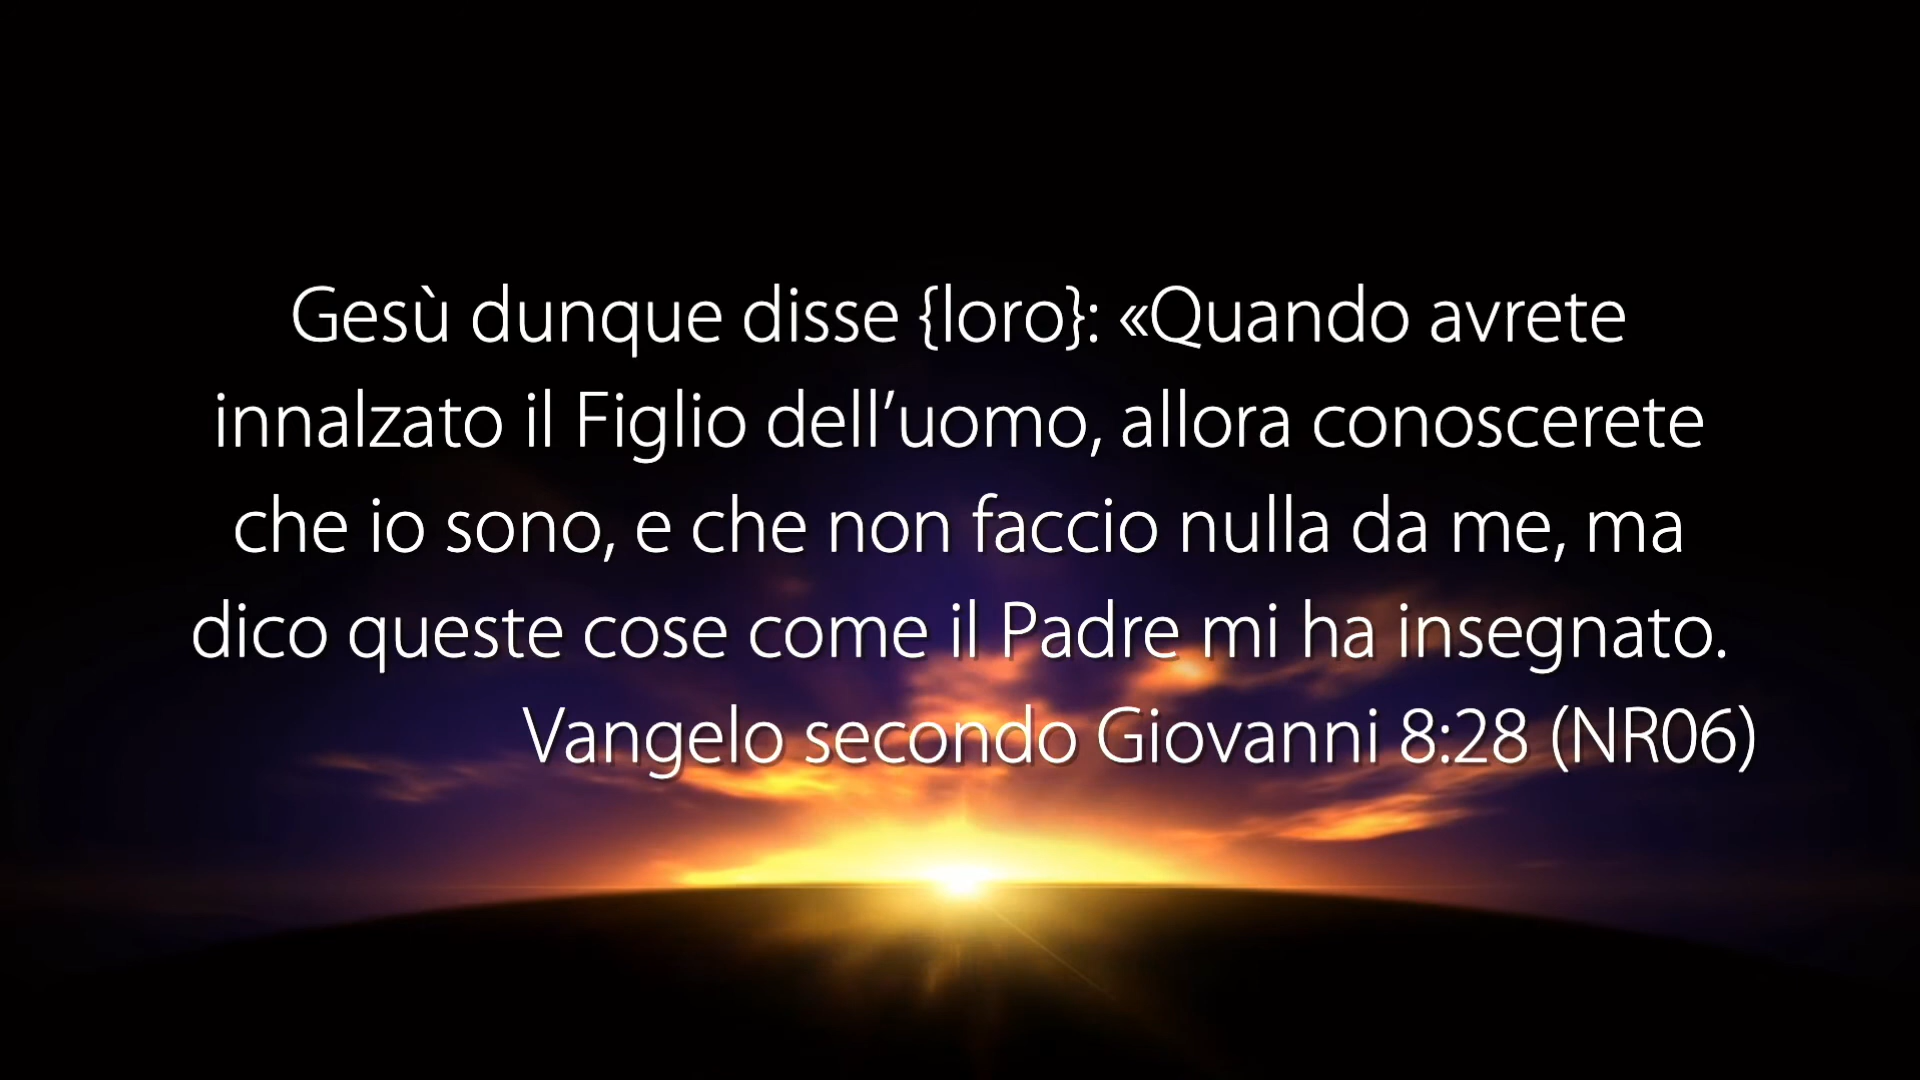 Gesù dunque disse {loro}: «Quando avrete
innalzato il Figlio dell’uomo, allora conoscerete
che io sono, e che non faccio nulla da me, ma
dico queste cose come il Padre mi ha insegnato.
Vangelo secondo Giovanni 8:28 (NR06)